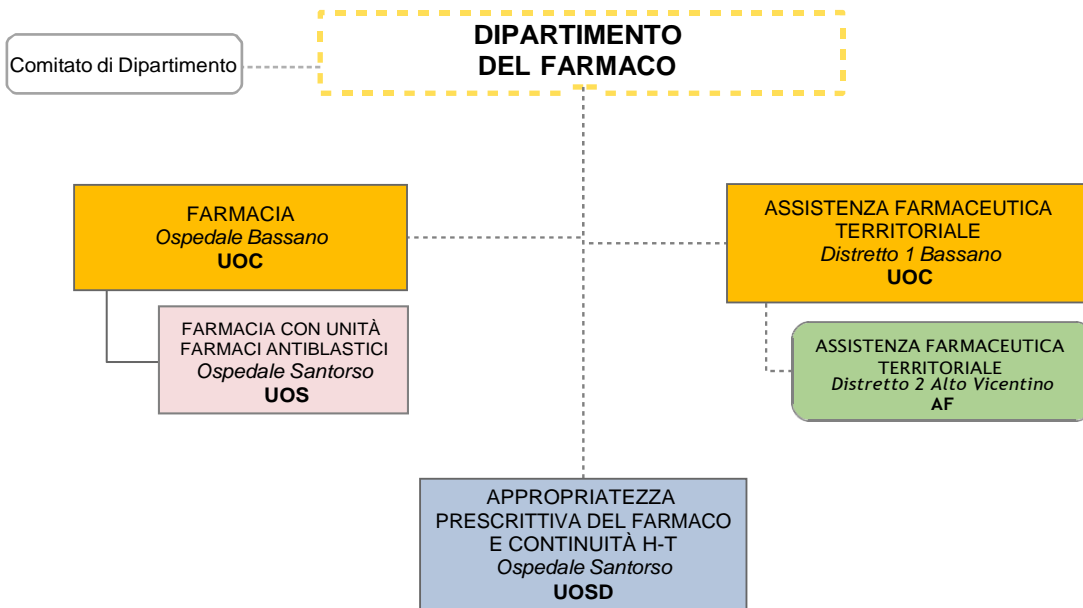 DIPARTIMENTO
DEL FARMACO
Comitato di Dipartimento
FARMACIA
Ospedale Bassano
UOC
ASSISTENZA FARMACEUTICA
TERRITORIALE
Distretto 1 Bassano
UOC
FARMACIA CON UNITÀ
FARMACI ANTIBLASTICI
Ospedale Santorso
UOS
ASSISTENZA FARMACEUTICA
TERRITORIALE
Distretto 2 Alto Vicentino
AF
APPROPRIATEZZA
PRESCRITTIVA DEL FARMACO
E CONTINUITÀ H-T
Ospedale Santorso
UOSD